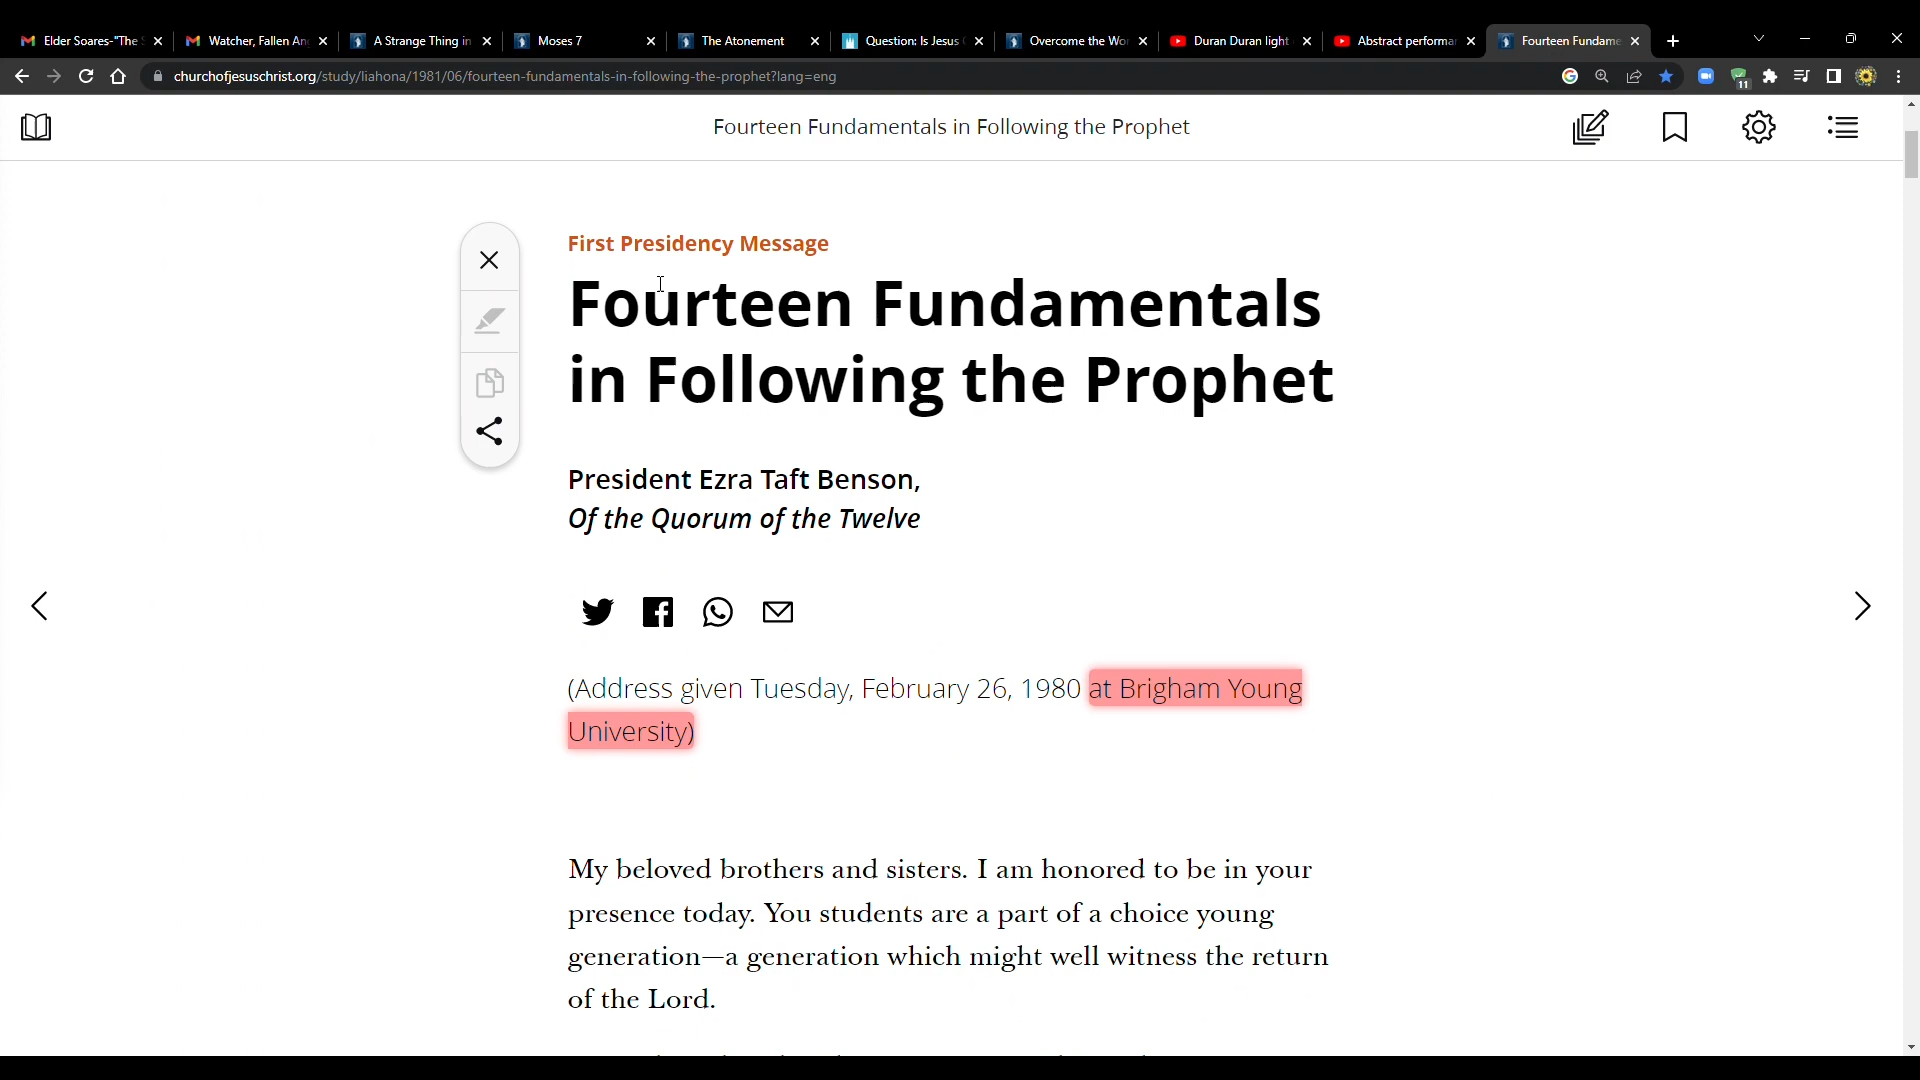 Elder Soares-"The
Watcher, Fallen An
A Strange Thing in
Moses 7
The Atonement
Question: Is Jesus
Overcome the Wor
Duran Duran light
Abstract performan
Fourteen Fundame
churchofjesuschrist.org/study/liahona/1981/06/fourteen-fundamentals-in-following-the-prophet?lang=eng
11
Fourteen Fundamentals in Following the Prophet
First Presidency Message
Fourteen Fundamentals
in Following the Prophet
President Ezra Taft Benson,
Of the Quorum of the Twelve
(Address given Tuesday, February 26, 1980 at Brigham Young
University)
My beloved brothers and sisters. I am honored to be in your
presence today. You students are a part of a choice young
generation—a generation which might well witness the return
of the Lord.